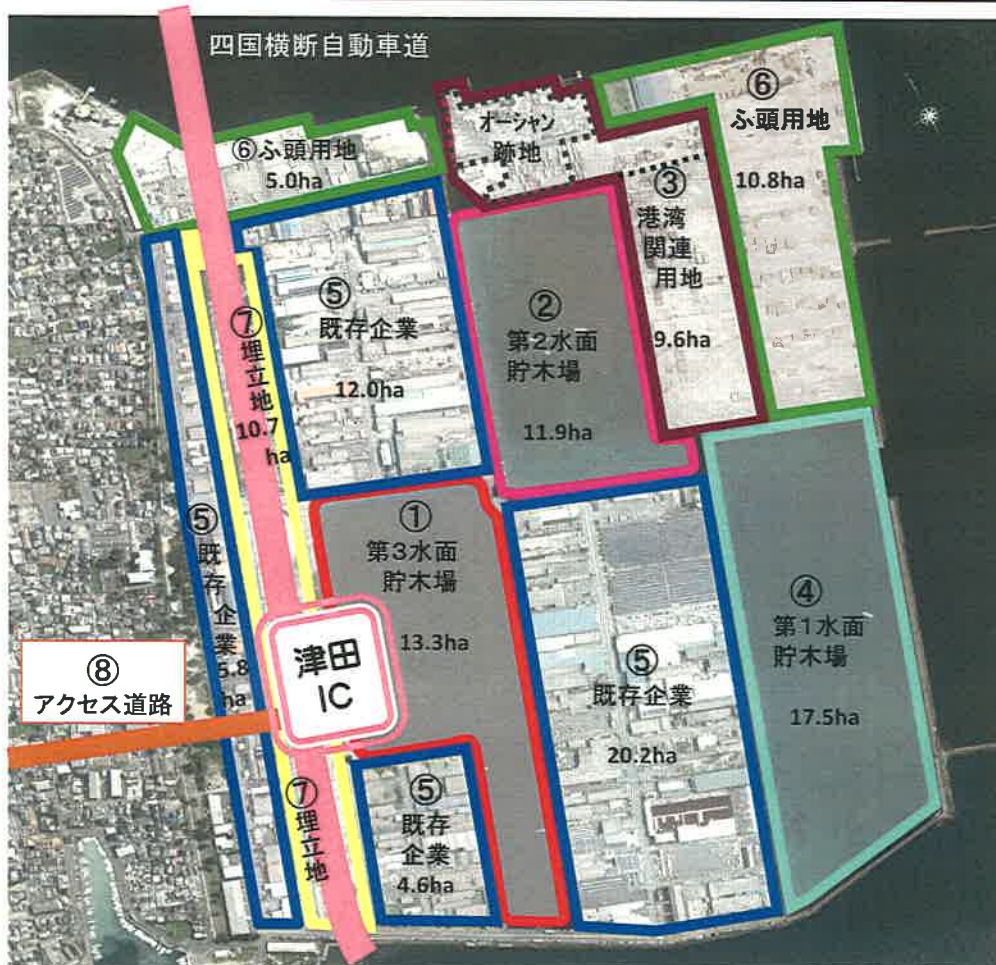 四国横断自動車道
⑥ふ頭用地
5.0ha
オーシャン
跡地
⑥
ふ頭用地
10.8ha
③
港湾
関連
用地
9.6ha
⑤
既存企業
12.0ha
②
第2水面
貯木場
11.9ha
⑦
埋立地
10.7
ha
⑤
既存企業
5.8
ha
①
第3水面
貯木場
13.3ha
④
第1水面
貯木場
17.5ha
⑤
既存企業
20.2ha
津田
IC
⑧
アクセス道路
⑦
埋立地
⑤
既存
企業
4.6ha